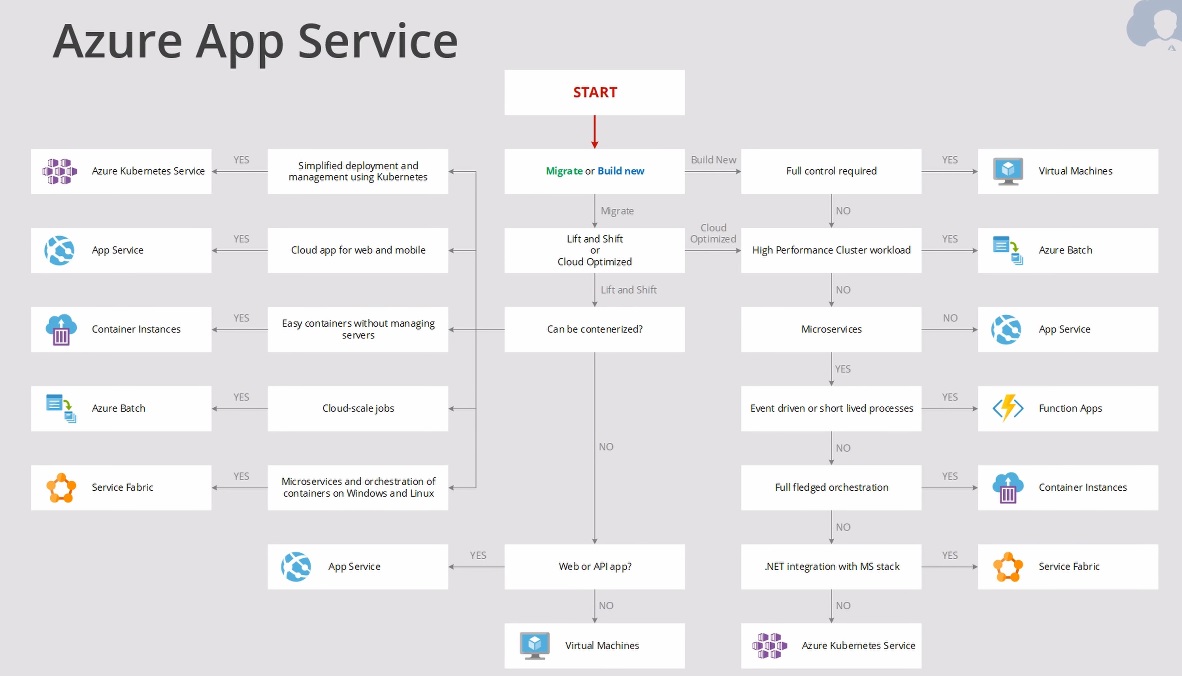 Azure App Service
START
Azure Kubernetes Service
YES
Simplified deployment and
management using Kubernetes
Migrate or Build new
Build New
Full control required
YES
Virtual Machines
Migrate
NO
App Service
YES
Cloud app for web and mobile
Lift and Shift
or
Cloud Optimized
Cloud
Optimized
High Performance Cluster workload
YES
Azure Batch
Lift and Shift
NO
Container Instances
YES
Easy containers without managing
servers
Can be contenerized?
Microservices
NO
App Service
YES
Azure Batch
YES
Cloud-scale jobs
Event driven or short lived processes
YES
Function Apps
NO
NO
Service Fabric
YES
Microservices and orchestration of
containers on Windows and Linux
Full fledged orchestration
YES
Container Instances
NO
App Service
YES
Web or API app?
.NET integration with MS stack
YES
Service Fabric
NO
NO
Virtual Machines
Azure Kubernetes Service